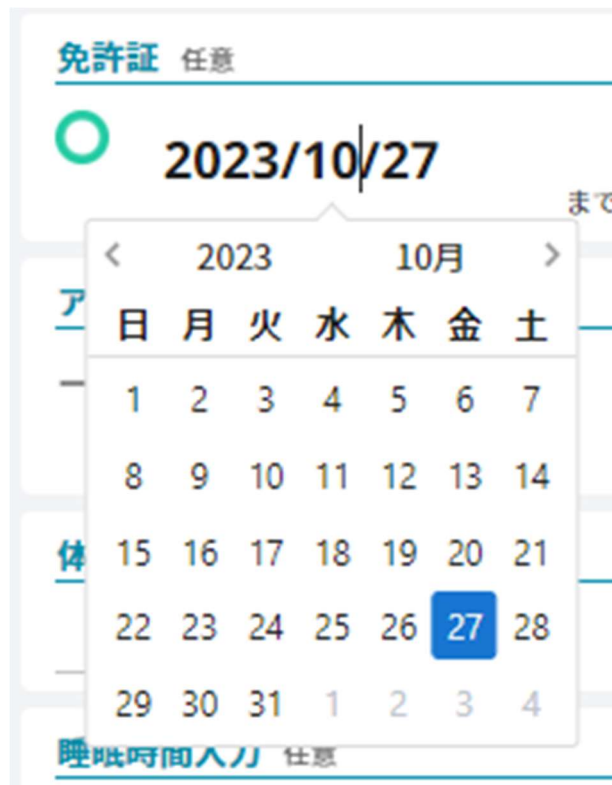 免許証 任意
2023/10/27
まで
2023 10月
日 月 火 水 木 金 土
1 2 3 4 5 6 7
8 9 10 11 12 13 14
15 16 17 18 19 20 21
22 23 24 25 26 27 28
29 30 31 1 2 3 4
ア
体
睡眠時間入力 任意